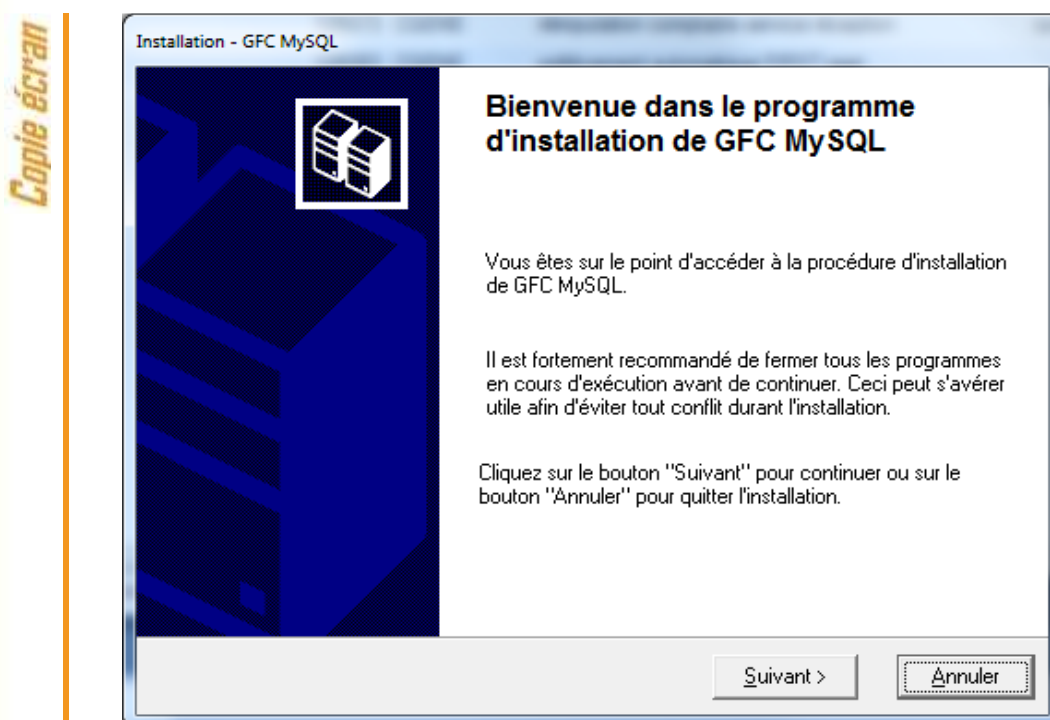 Copie écran
Installation - GFC MySQL
Bienvenue dans le programme
d'installation de GFC MySQL
Vous êtes sur le point d'accéder à la procédure d'installation
de GFC MySQL.
Il est fortement recommandé de fermer tous les programmes
en cours d'exécution avant de continuer. Ceci peut s'avérer
utile afin d'éviter tout conflit durant l'installation.
Cliquez sur le bouton "Suivant" pour continuer ou sur le
bouton "Annuler" pour quitter l'installation.
Suivant >
Annuler